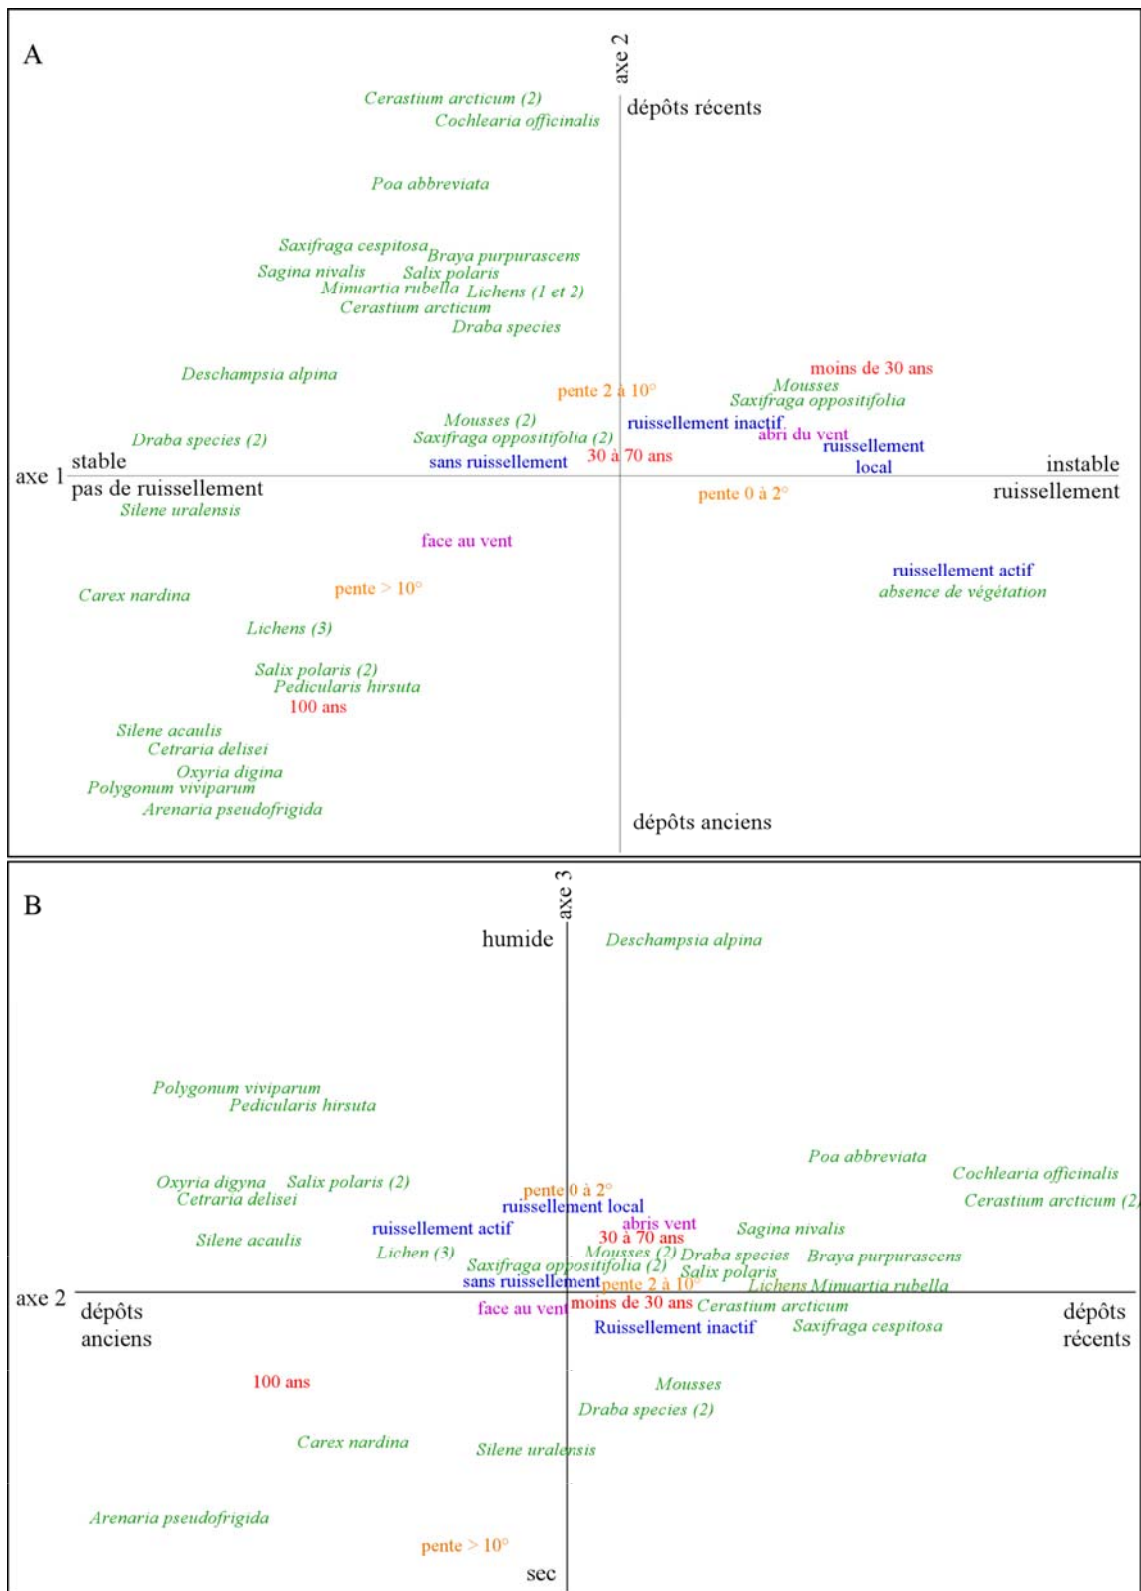 A
axe 2
Cerastium arcticum (2)
dépôts récents
Cochlearia officinalis
Poa abbreviata
Saxifraga cespitosa
Braya purpurascens
Sagina nivalis
Salix polaris
Minuartia rubella
Lichens (1 et 2)
Cerastium arcticum
Draba species
Deschampsia alpina
moins de 30 ans
pente 2 à 10°
Mousses
Saxifraga oppositifolia
Mousses (2)
ruissellement inactif
abri du vent
Draba species (2)
Saxifraga oppositifolia (2)
ruissellement
local
30 à 70 ans
sans ruissellement
axe 1
stable
pas de ruissellement
instable
ruissellement
pente 0 à 2°
Silene uralensis
face au vent
ruissellement actif
absence de végétation
pente > 10°
Carex nardina
Lichens (3)
Salix polaris (2)
Pedicularis hirsuta
100 ans
Silene acaulis
Cetraria delisei
Oxyria digina
Polygonum viviparum
Arenaria pseudofrigida
dépôts anciens
B
axe 3
humide
Deschampsia alpina
Polygonum viviparum
Pedicularis hirsuta
Poa abbreviata
Cochlearia officinalis
Oxyria digyna
Salix polaris (2)
pente 0 à 2°
Cetraria delisei
Cerastium arcticum (2)
ruissellement local
ruissellement actif
abris vent
Sagina nivalis
Silene acaulis
30 à 70 ans
Lichen (3)
Mousses (2)
Draba species
Braya purpurascens
Saxifraga oppositifolia (2)
Salix polaris
sans ruissellement
pente 2 à 10°
Lichens
Minuartia rubella
axe 2
dépôts
anciens
face au vent
moins de 30 ans
Cerastium arcticum
dépôts
récents
Ruissellement inactif
Saxifraga cespitosa
100 ans
Mousses
Draba species (2)
Carex nardina
Silene uralensis
Arenaria pseudofrigida
pente > 10°
sec